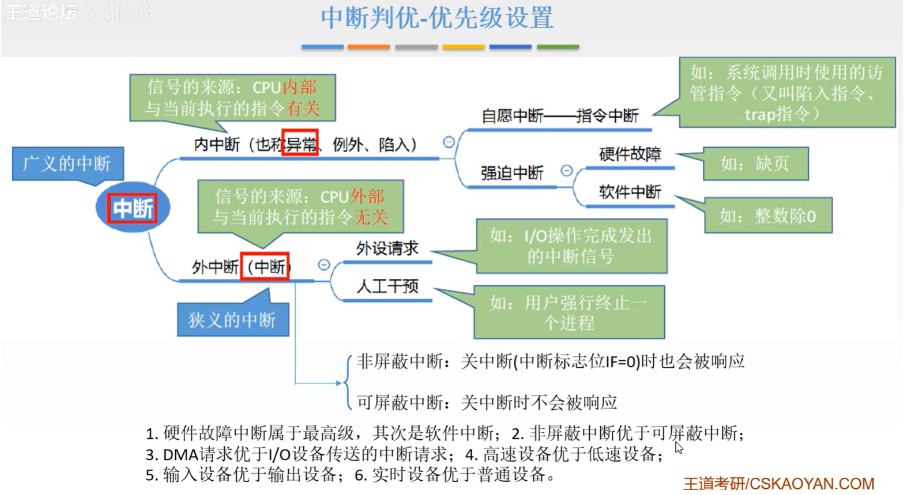 王道论坛
中断判优-优先级设置
信号的来源：CPU内部
与当前执行的指令有关
如：系统调用时使用的访
管指令（又叫陷入指令、
trap指令）
自愿中断——指令中断
内中断（也称异常、例外、陷入）
广义的中断
硬件故障
如：缺页
强迫中断
软件中断
如：整数除0
中断
信号的来源：CPU外部
与当前执行的指令无关
外设请求
如：I/O操作完成发出
的中断信号
外中断（中断）
人工干预
如：用户强行终止一
个进程
狭义的中断
非屏蔽中断：关中断(中断标志位IF=0)时也会被响应
可屏蔽中断：关中断时不会被响应
1. 硬件故障中断属于最高级，其次是软件中断；2. 非屏蔽中断优于可屏蔽中断；
3. DMA请求优于I/O设备传送的中断请求；4. 高速设备优于低速设备；
5. 输入设备优于输出设备；6. 实时设备优于普通设备。
王道考研/CSKAOYAN.COM